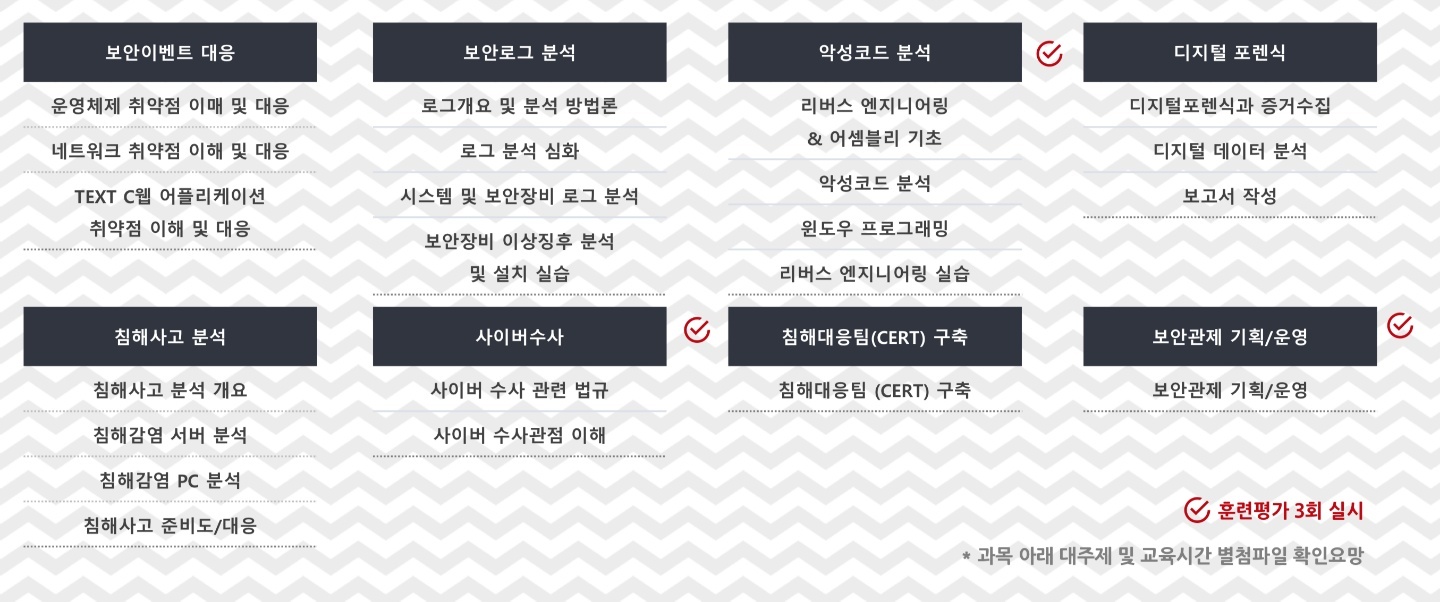 보안이벤트 대응
운영체제 취약점 이매 및 대응
네트워크 취약점 이해 및 대응
TEXT C웹 어플리케이션
취약점 이해 및 대응
보안로그 분석
로그개요 및 분석 방법론
로그 분석 심화
시스템 및 보안장비 로그 분석
보안장비 이상징후 분석
및 설치 실습
악성코드 분석
리버스 엔지니어링
& 어셈블리 기초
악성코드 분석
윈도우 프로그래밍
리버스 엔지니어링 실습
디지털 포렌식
디지털포렌식과 증거수집
디지털 데이터 분석
보고서 작성
침해사고 분석
침해사고 분석 개요
침해감염 서버 분석
침해감염 PC 분석
침해사고 준비도/대응
사이버수사
사이버 수사 관련 법규
사이버 수사관점 이해
침해대응팀(CERT) 구축
침해대응팀 (CERT) 구축
보안관제 기획/운영
보안관제 기획/운영
훈련평가 3회 실시
* 과목 아래 대주제 및 교육시간 별첨파일 확인요망